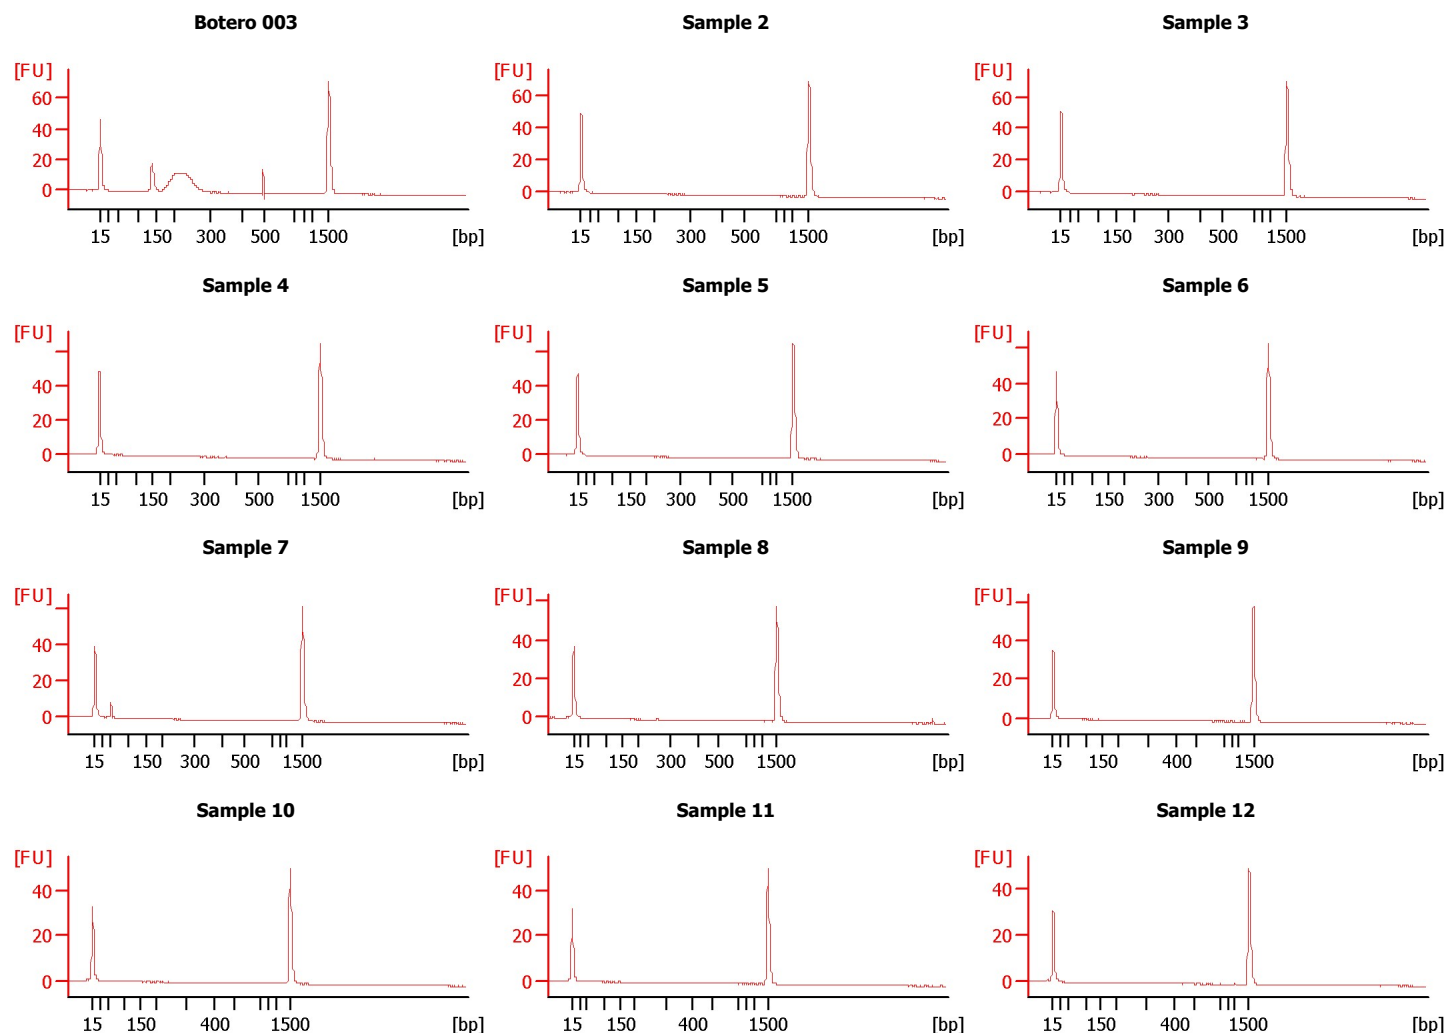 Botero 003
Sample 2
Sample 3
[FU]
60
40
20
0
15 150 300 500 1500 [bp]
[FU]
60
40
20
0
15 150 300 500 1500 [bp]
[FU]
60
40
20
0
15 150 300 500 1500 [bp]
Sample 4
Sample 5
Sample 6
[FU]
40
20
0
15 150 300 500 1500 [bp]
[FU]
40
20
0
15 150 300 500 1500 [bp]
[FU]
40
20
0
15 150 300 500 1500 [bp]
Sample 7
Sample 8
Sample 9
[FU]
40
20
0
15 150 300 500 1500 [bp]
[FU]
40
20
0
15 150 300 500 1500 [bp]
[FU]
40
20
0
15 150 400 1500 [bp]
Sample 10
Sample 11
Sample 12
[FU]
40
20
0
15 150 400 1500 [bp]
[FU]
40
20
0
15 150 400 1500 [bp]
[FU]
40
20
0
15 150 400 1500 [bp]